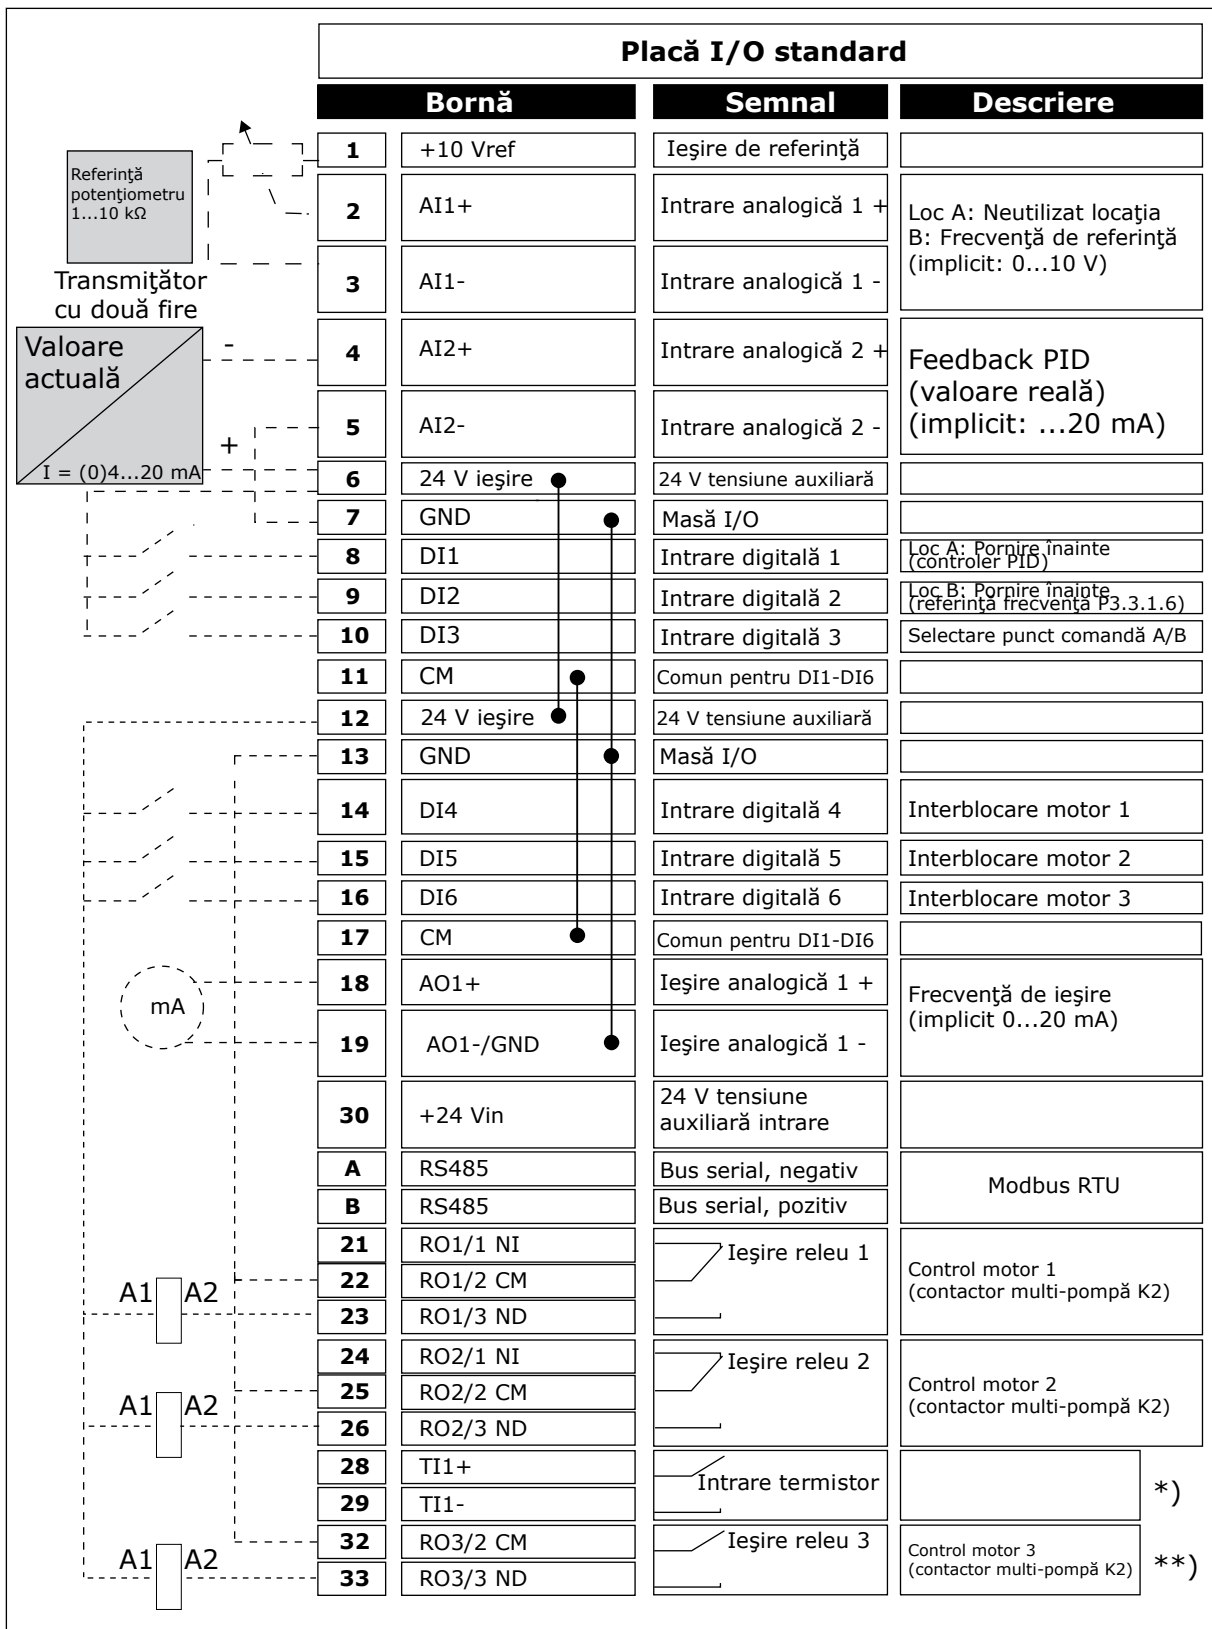 Placă I/O standard
Bornă Semnal Descriere
1 +10 Vref Ieşire de referinţă
Referinţă
potenţiometru
1...10 kΩ
2 AI1+ Intrare analogică 1 +
Loc A: Neutilizat locaţia
B: Frecvenţă de referinţă
(implicit: 0...10 V)
3 AI1- Intrare analogică 1 -
Transmiţător
cu două fire
Valoare
actuală
-
+
I = (0)4...20 mA
4 AI2+ Intrare analogică 2 +
Feedback PID
(valoare reală)
(implicit: ...20 mA)
5 AI2- Intrare analogică 2 -
6 24 V ieşire 24 V tensiune auxiliară
7 GND Masă I/O
8 DI1 Intrare digitală 1
Loc A: Pornire înainte
(controler PID)
9 DI2 Intrare digitală 2
Loc B: Pornire înainte
(referinţă frecvenţă P3.3.1.6)
10 DI3 Intrare digitală 3 Selectare punct comandă A/B
11 CM Comun pentru DI1-DI6
12 24 V ieşire 24 V tensiune auxiliară
13 GND Masă I/O
14 DI4 Intrare digitală 4 Interblocare motor 1
15 DI5 Intrare digitală 5 Interblocare motor 2
16 DI6 Intrare digitală 6 Interblocare motor 3
17 CM Comun pentru DI1-DI6
mA
18 AO1+ Ieşire analogică 1 +
Frecvenţă de ieşire
(implicit 0...20 mA)
19 AO1-/GND Ieşire analogică 1 -
30 +24 Vin
24 V tensiune
auxiliară intrare
A RS485 Bus serial, negativ
Modbus RTU
B RS485 Bus serial, pozitiv
21 RO1/1 NI Ieşire releu 1
22 RO1/2 CM
Control motor 1
(contactor multi-pompă K2)
A1 A2
23 RO1/3 ND
24 RO2/1 NI Ieşire releu 2
25 RO2/2 CM
Control motor 2
(contactor multi-pompă K2)
A1 A2
26 RO2/3 ND
28 TI1+
Intrare termistor *)
29 TI1-
32 RO3/2 CM Ieşire releu 3
Control motor 3
(contactor multi-pompă K2) **)
A1 A2
33 RO3/3 ND